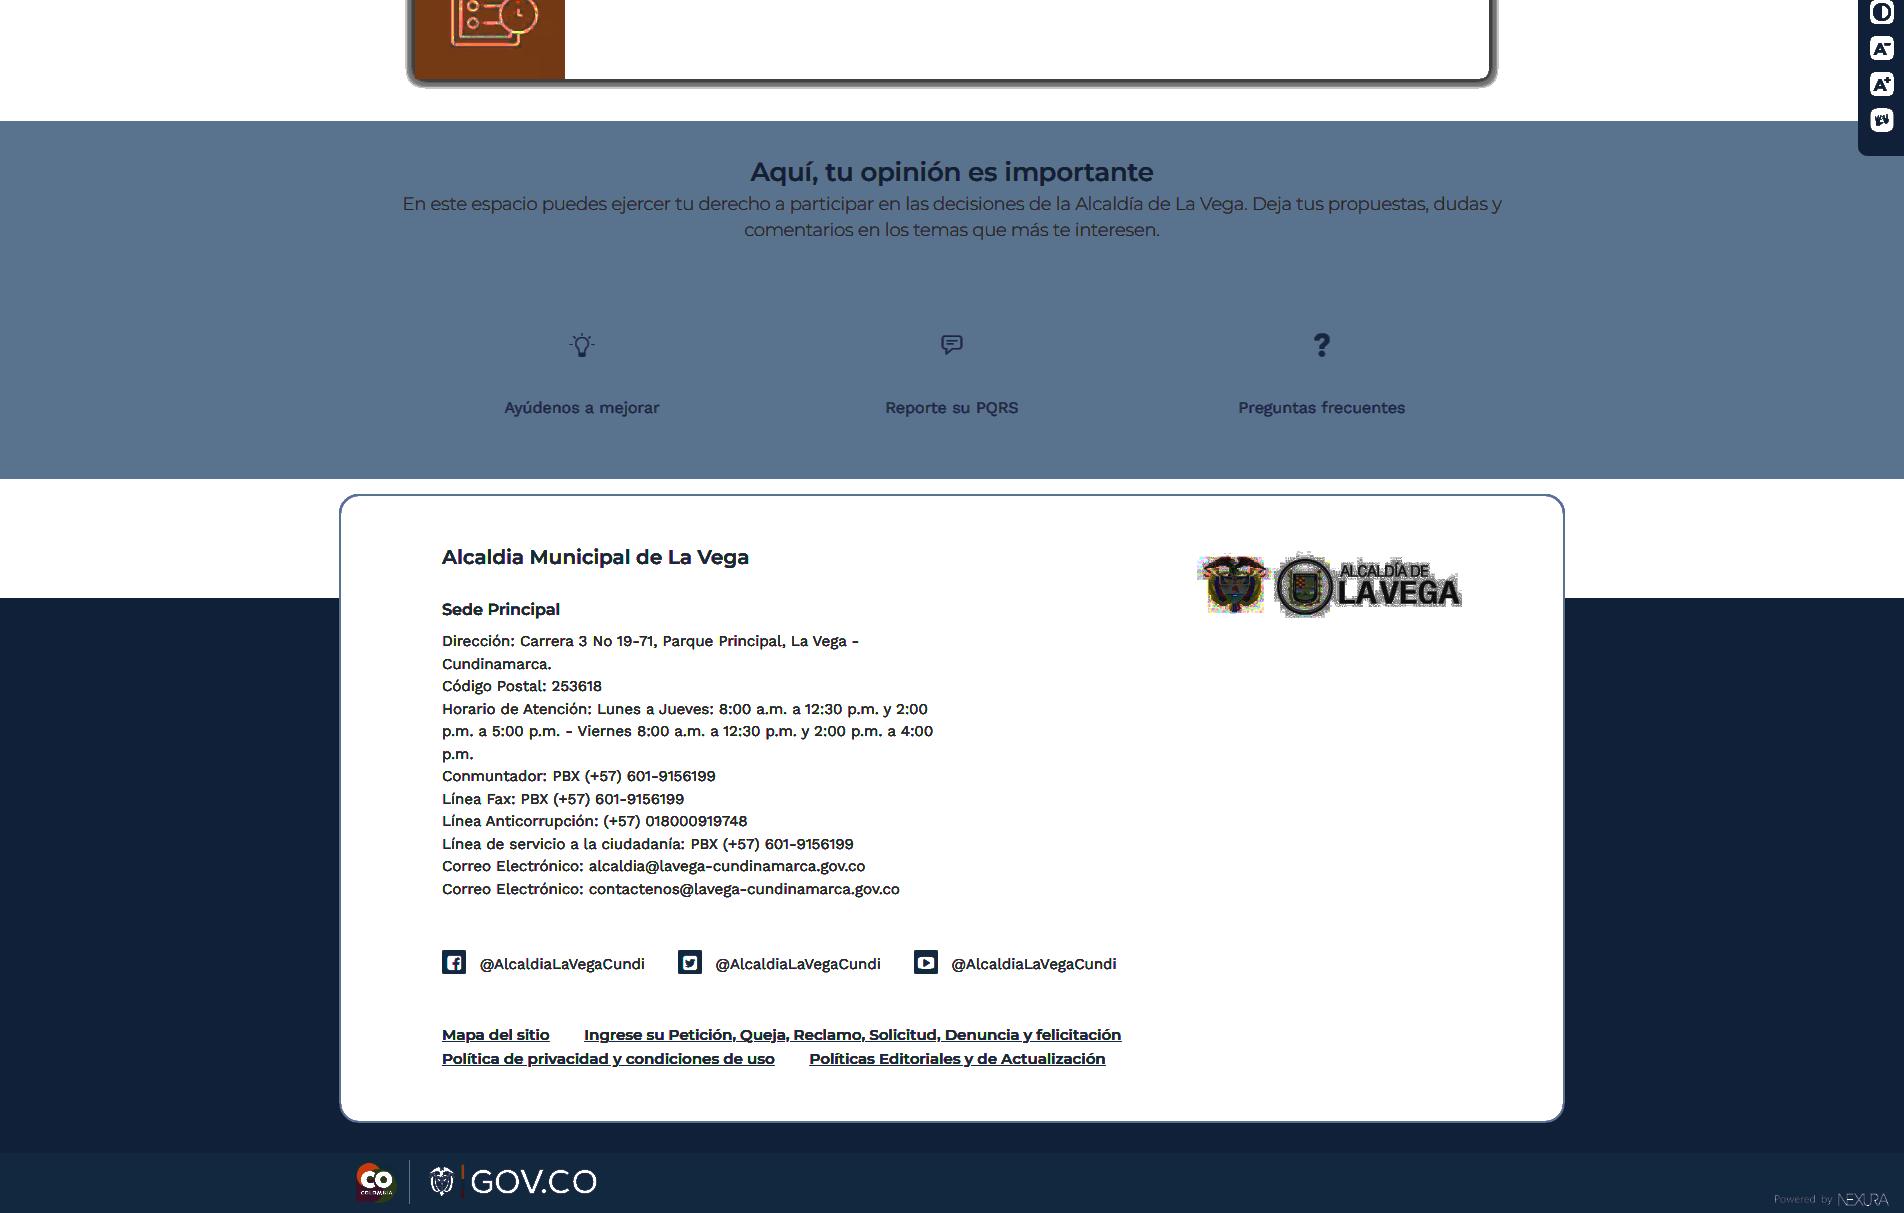 Aquí, tu opinión es importante
En este espacio puedes ejercer tu derecho a participar en las decisiones de la Alcaldía de La Vega. Deja tus propuestas, dudas y
comentarios en los temas que más te interesen.
Ayúdenos a mejorar
Reporte su PQRS
Preguntas frecuentes
Alcaldia Municipal de La Vega
ALCALDÍA DE
LA VEGA
Sede Principal
Dirección: Carrera 3 No 19-71, Parque Principal, La Vega -
Cundinamarca.
Código Postal: 253618
Horario de Atención: Lunes a Jueves: 8:00 a.m. a 12:30 p.m. y 2:00
p.m. a 5:00 p.m. - Viernes 8:00 a.m. a 12:30 p.m. y 2:00 p.m. a 4:00
p.m.
Conmuntador: PBX (+57) 601-9156199
Línea Fax: PBX (+57) 601-9156199
Línea Anticorrupción: (+57) 018000919748
Línea de servicio a la ciudadanía: PBX (+57) 601-9156199
Correo Electrónico: alcaldia@lavega-cundinamarca.gov.co
Correo Electrónico: contactenos@lavega-cundinamarca.gov.co
@AlcaldiaLaVegaCundi @AlcaldiaLaVegaCundi @AlcaldiaLaVegaCundi
Mapa del sitio Ingrese su Petición, Queja, Reclamo, Solicitud, Denuncia y felicitación
Política de privacidad y condiciones de uso Políticas Editoriales y de Actualización
CO
COLOMBIA
GOV.CO
Powered by NEXURA
A-
A+